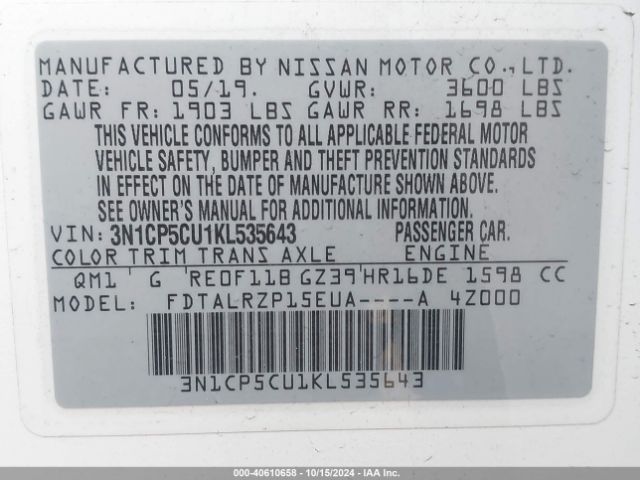 MANUFACTURED BY NISSAN MOTOR CO.,LTD.
DATE: 05/19. GVWR: 3600 LBS
GAWR FR: 1903 LBS GAWR RR: 1698 LBS
THIS VEHICLE CONFORMS TO ALL APPLICABLE FEDERAL MOTOR
VEHICLE SAFETY, BUMPER AND THEFT PREVENTION STANDARDS
IN EFFECT ON THE DATE OF MANUFACTURE SHOWN ABOVE.
SEE OWNER'S MANUAL FOR ADDITIONAL INFORMATION.
VIN: 3N1CP5CU1KL535643 PASSENGER CAR.
COLOR TRIM TRANS AXLE ENGINE
QM1 G RE0F11B GZ39 HR16DE 1598 CC
MODEL: FDTALRZP15EUA----A 4Z000
3N1CP5CU1KL535643
000-40610658 - 10/15/2024 - IAA Inc.